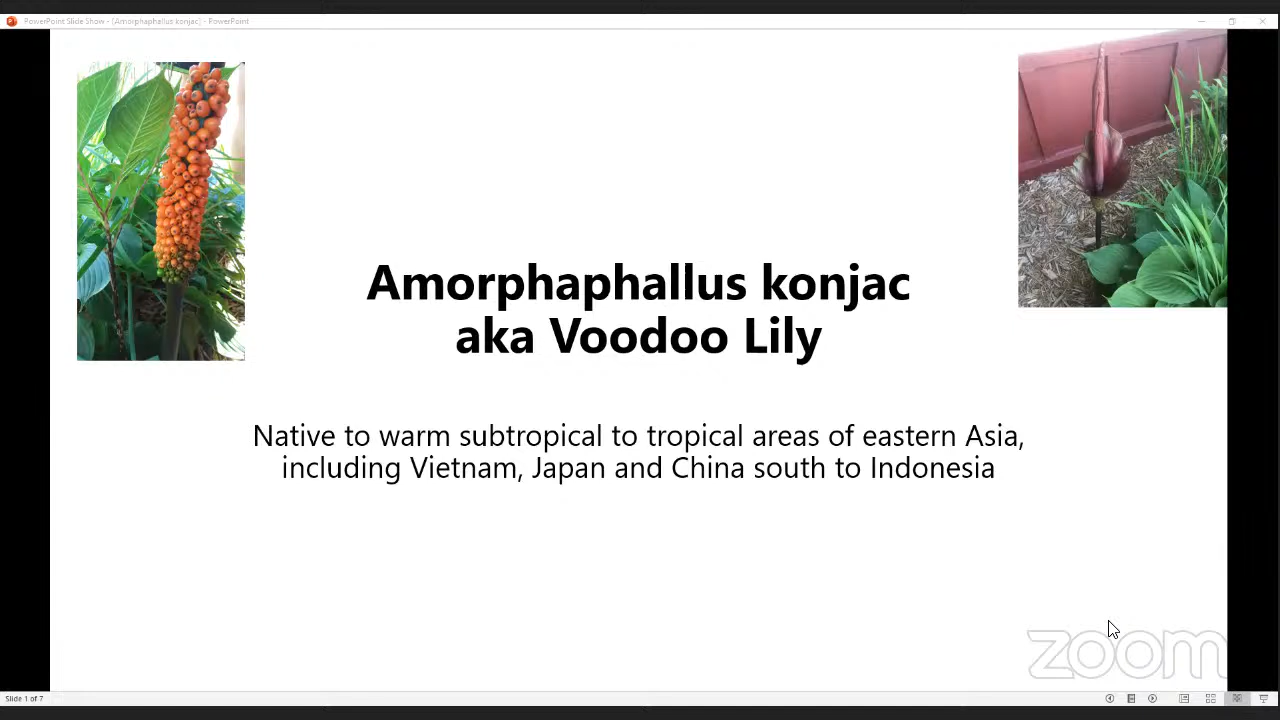 PowerPoint Slide Show - [Amorphaphallus konjac] - PowerPoint
Amorphaphallus konjac
aka Voodoo Lily
Native to warm subtropical to tropical areas of eastern Asia,
including Vietnam, Japan and China south to Indonesia
zoom
Slide 1 of 7